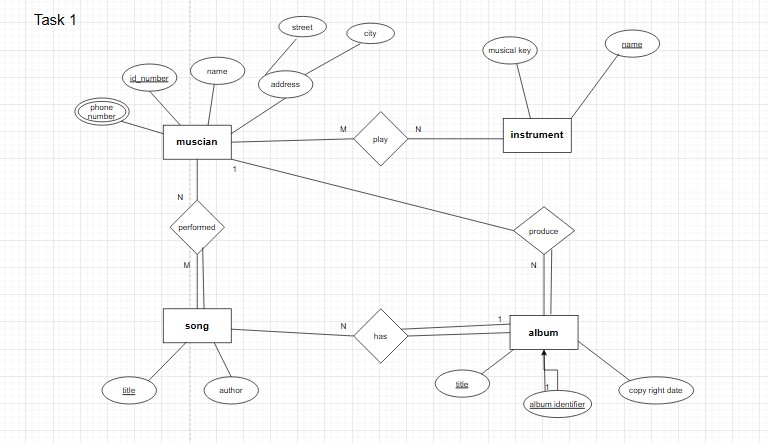 Task 1
street
city
musical key
name
id_number
name
address
phone
number
muscian
M
play
N
instrument
1
N
performed
produce
M
N
song
N
has
1
album
title
author
title
1
album identifier
copy right date